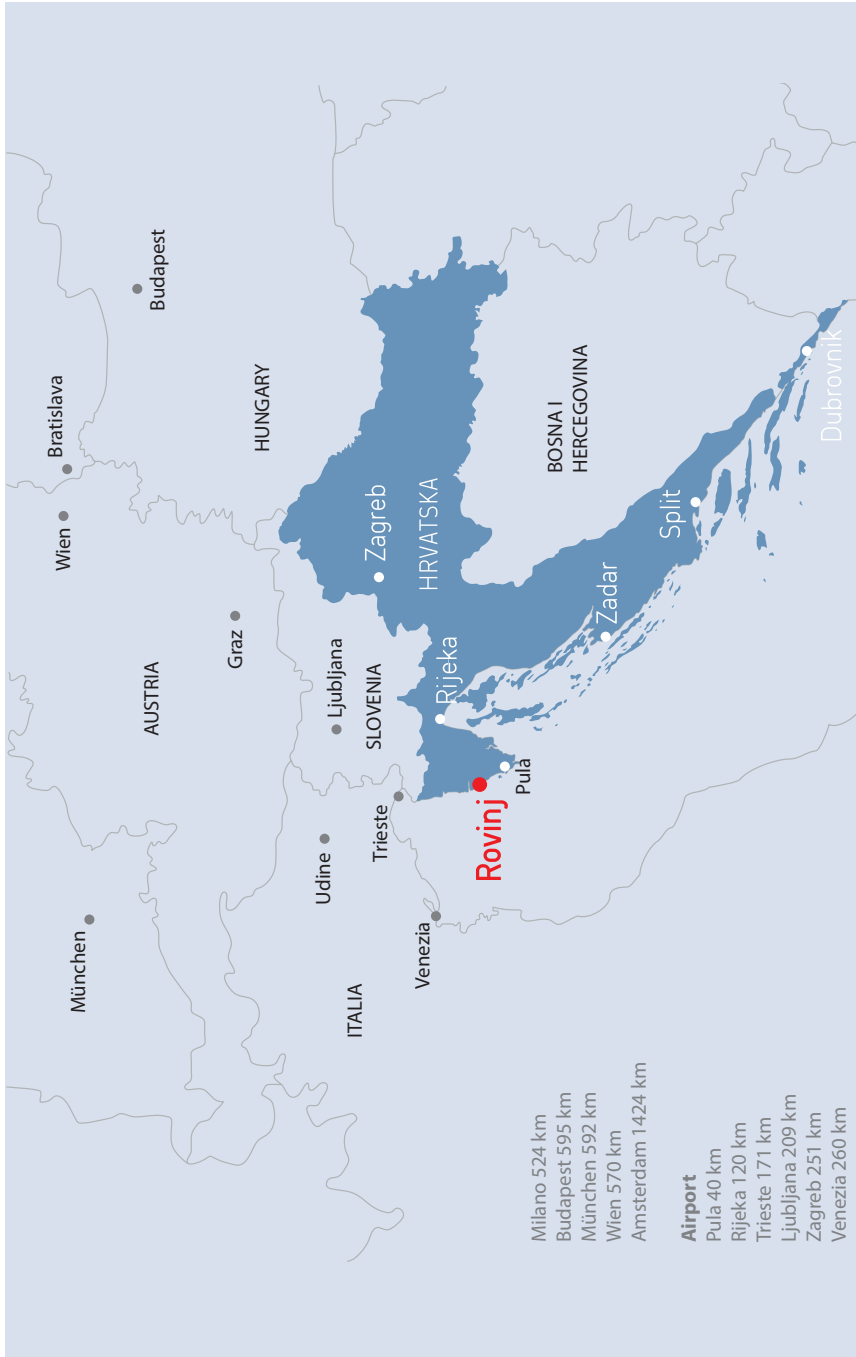 Wien
Bratislava
Budapest
München
AUSTRIA
HUNGARY
Graz
Udine
Ljubljana
ITALIA
SLOVENIA
Zagreb
Trieste
HRVATSKA
Venezia
Rijeka
Rovinj
Pula
BOSNA I
HERCEGOVINA
Zadar
Split
Dubrovnik
Milano 524 km
Budapest 595 km
München 592 km
Wien 570 km
Amsterdam 1424 km
Airport
Pula 40 km
Rijeka 120 km
Trieste 171 km
Ljubljana 209 km
Zagreb 251 km
Venezia 260 km